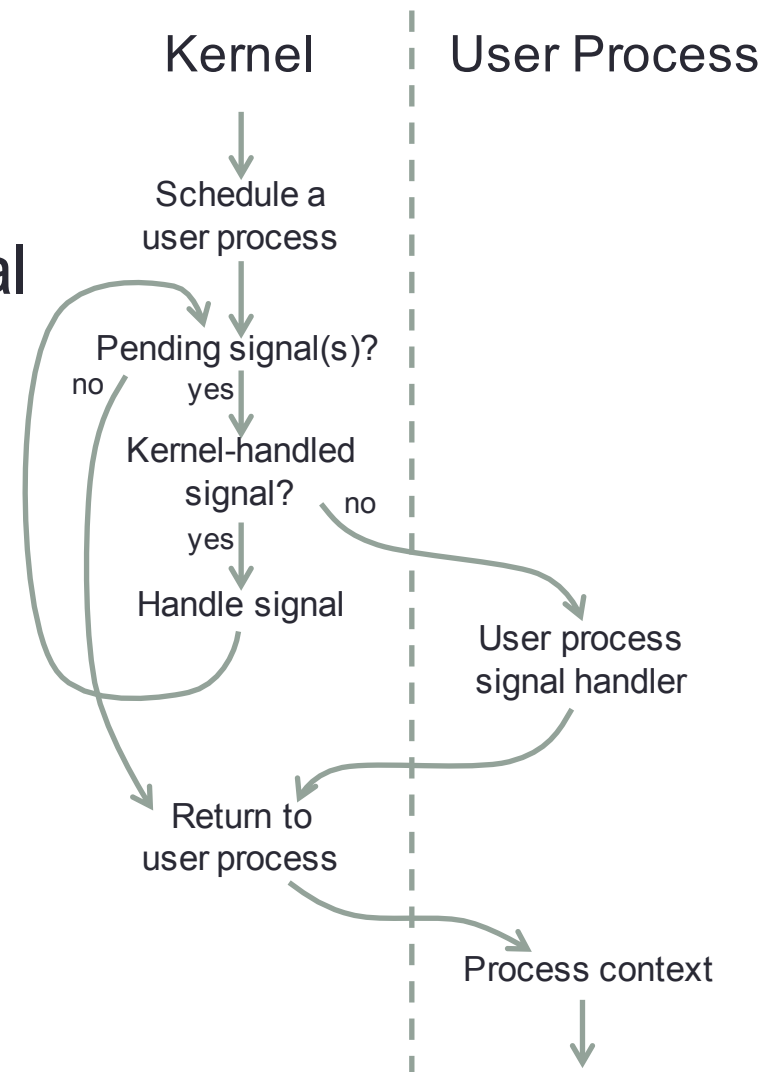 Kernel
User Process
Schedule a
user process
al
Pending signal(s)?
no
yes
Kernel-handled
signal?
no
yes
Handle signal
User process
signal handler
Return to
user process
Process context